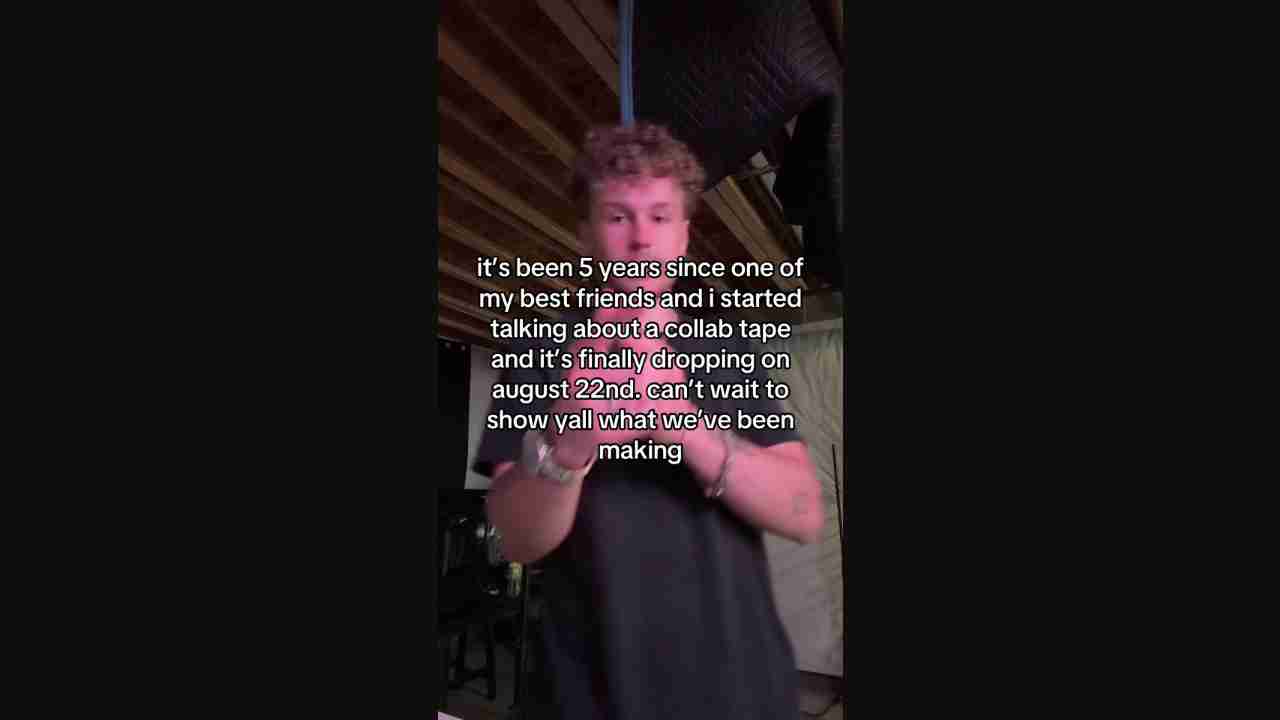 it's been 5 years since one of
my best friends and i started
talking about a collab tape
and it's finally dropping on
august 22nd. can't wait to
show yall what we've been
making